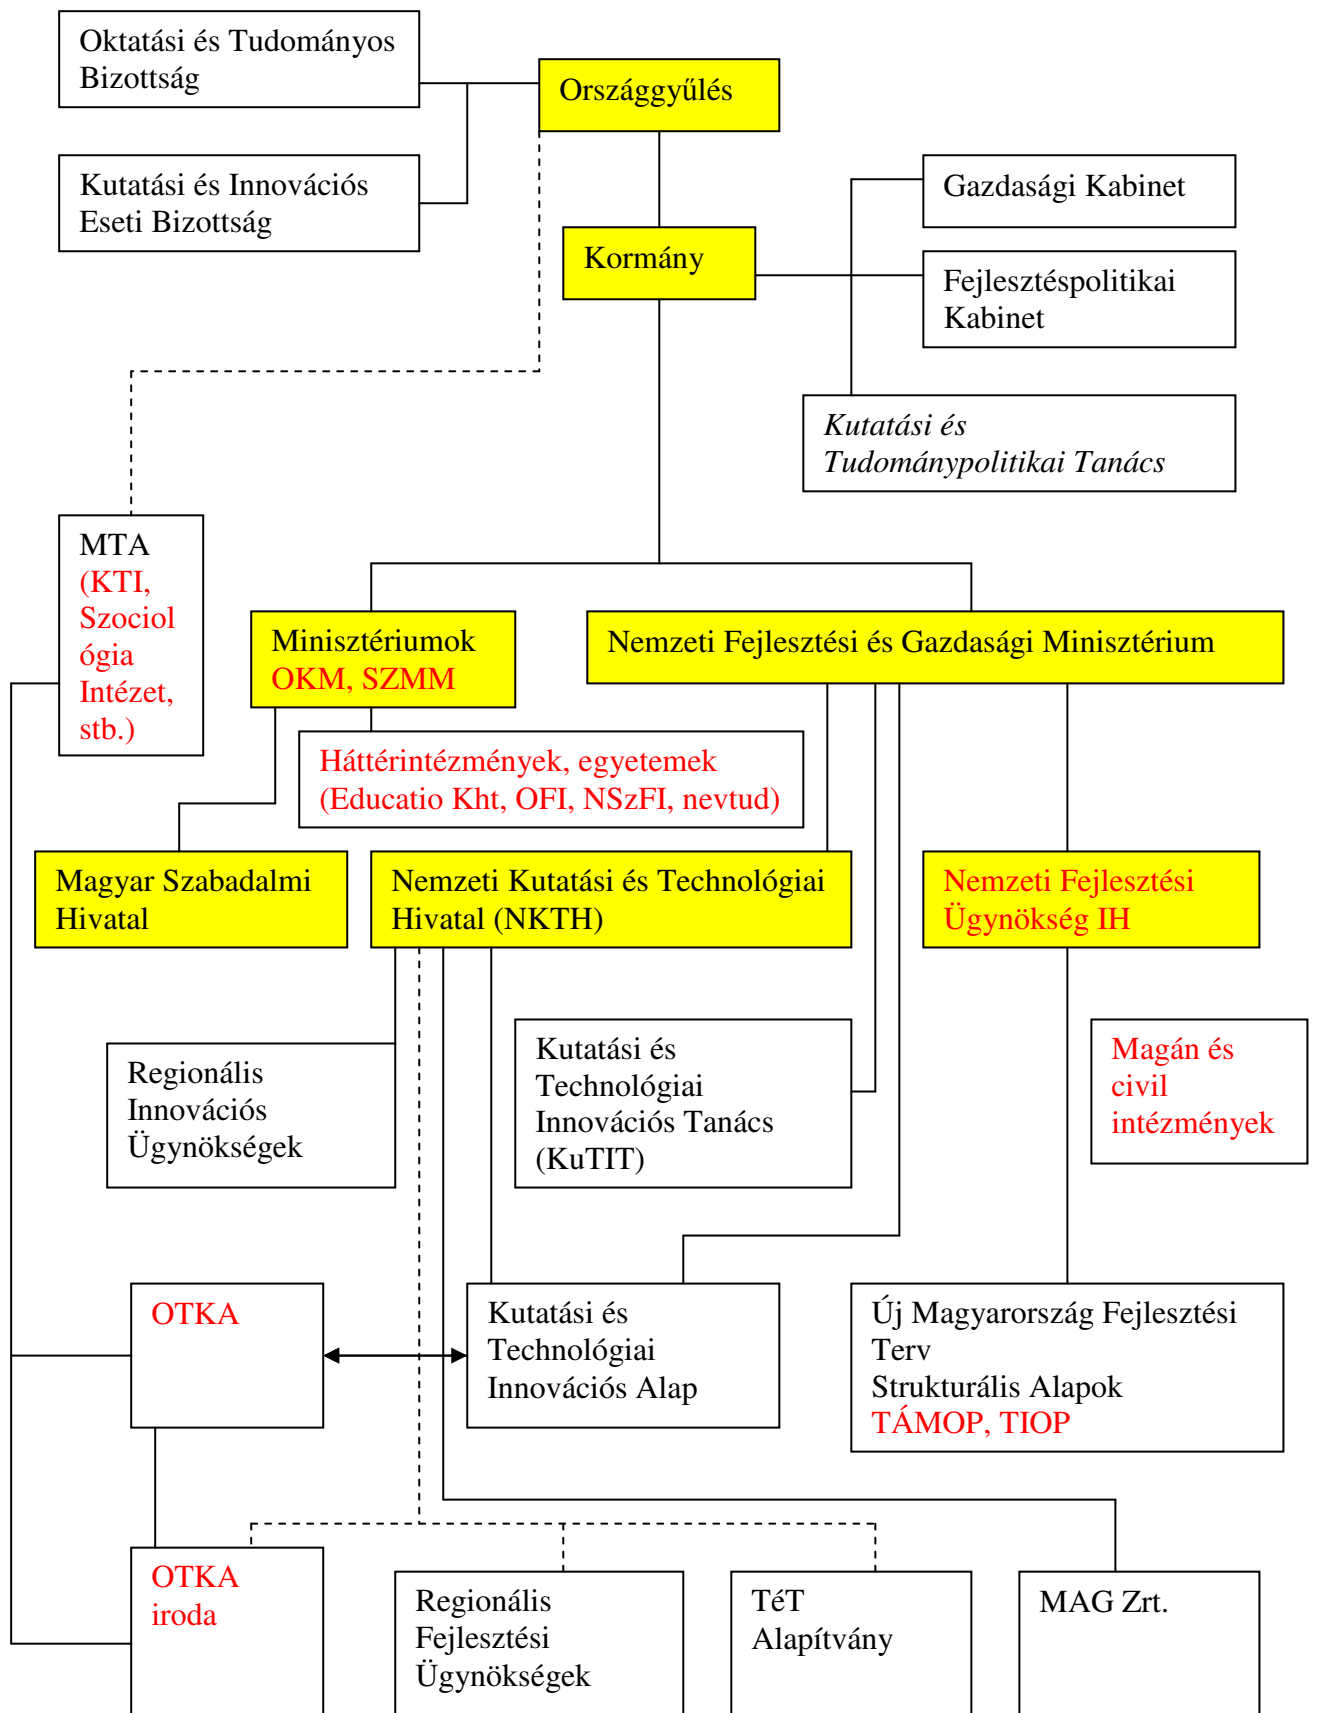 Oktatási és Tudományos
Bizottság
Országgyűlés
Kutatási és Innovációs
Eseti Bizottság
Gazdasági Kabinet
Kormány
Fejlesztéspolitikai
Kabinet
Kutatási és
Tudománypolitikai Tanács
MTA
(KTI,
Szociol
ógia
Intézet,
stb.)
Minisztériumok
OKM, SZMM
Nemzeti Fejlesztési és Gazdasági Minisztérium
Háttérintézmények, egyetemek
(Educatio Kht, OFI, NSzFI, nevtud)
Magyar Szabadalmi
Hivatal
Nemzeti Kutatási és Technológiai
Hivatal (NKTH)
Nemzeti Fejlesztési
Ügynökség IH
Regionális
Innovációs
Ügynökségek
Kutatási és
Technológiai
Innovációs Tanács
(KuTIT)
Magán és
civil
intézmények
OTKA
Kutatási és
Technológiai
Innovációs Alap
Új Magyarország Fejlesztési
Terv
Strukturális Alapok
TÁMOP, TIOP
OTKA
iroda
Regionális
Fejlesztési
Ügynökségek
TéT
Alapítvány
MAG Zrt.